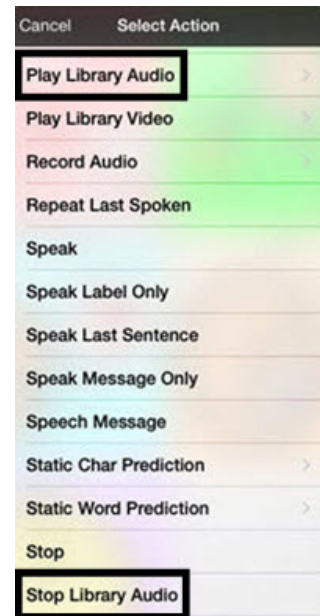 Cancel Select Action
Play Library Audio
Play Library Video
Record Audio
Repeat Last Spoken
Speak
Speak Label Only
Speak Last Sentence
Speak Message Only
Speech Message
Static Char Prediction
Static Word Prediction
Stop
Stop Library Audio